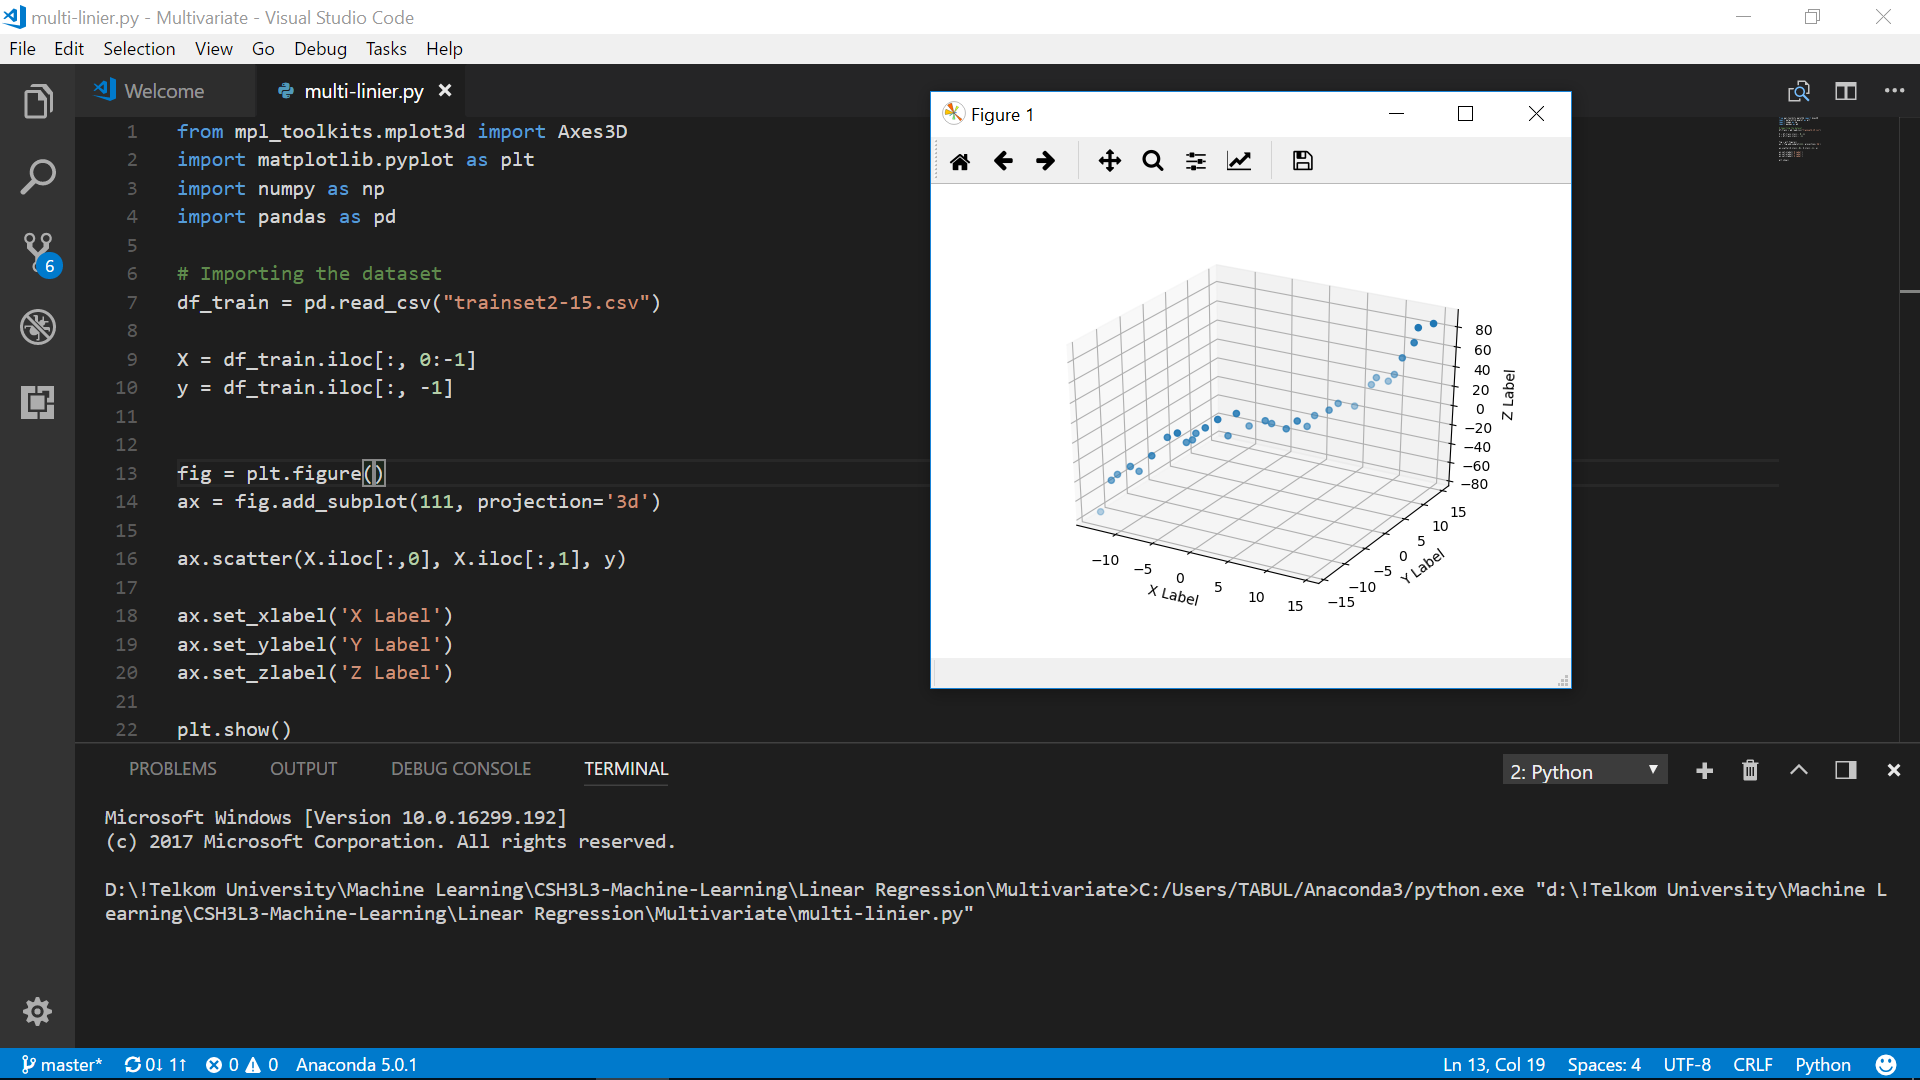 multi-linier.py - Multivariate - Visual Studio Code
File Edit Selection View Go Debug Tasks Help
Welcome multi-linier.py
1 from mpl_toolkits.mplot3d import Axes3D
2 import matplotlib.pyplot as plt
3 import numpy as np
4 import pandas as pd
5
6 # Importing the dataset
7 df_train = pd.read_csv("trainset2-15.csv")
8
9 X = df_train.iloc[:, 0:-1]
10 y = df_train.iloc[:, -1]
11
12
13 fig = plt.figure()
14 ax = fig.add_subplot(111, projection='3d')
15
16 ax.scatter(X.iloc[:,0], X.iloc[:,1], y)
17
18 ax.set_xlabel('X Label')
19 ax.set_ylabel('Y Label')
20 ax.set_zlabel('Z Label')
21
22 plt.show()
6
Figure 1
80
60
40
20
0
−20
−40
−60
−80
Z Label
15
10
5
0
−5
−10
−15
Y Label
−10
−5
0
5
10
15
X Label
PROBLEMS OUTPUT DEBUG CONSOLE TERMINAL 2: Python
Microsoft Windows [Version 10.0.16299.192]
(c) 2017 Microsoft Corporation. All rights reserved.
D:\!Telkom University\Machine Learning\CSH3L3-Machine-Learning\Linear Regression\Multivariate>C:/Users/TABUL/Anaconda3/python.exe "d:\!Telkom University\Machine L
earning\CSH3L3-Machine-Learning\Linear Regression\Multivariate\multi-linier.py"
master* 0↓ 1↑ 0 0 Anaconda 5.0.1 Ln 13, Col 19 Spaces: 4 UTF-8 CRLF Python